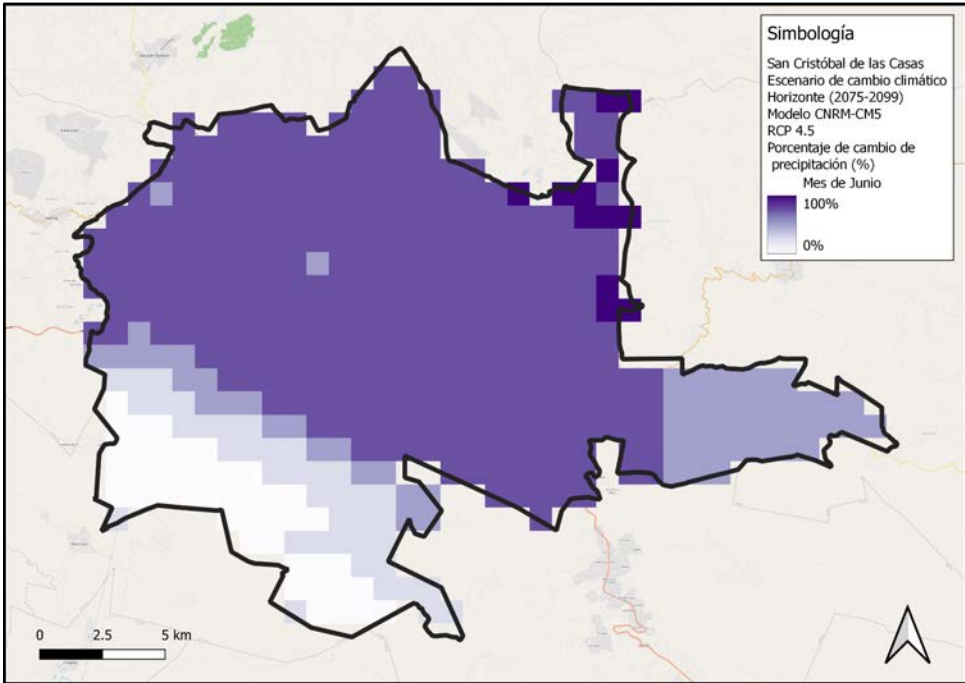 Simbología
San Cristóbal de las Casas
Escenario de cambio climático
Horizonte (2075-2099)
Modelo CNRM-CM5
RCP 4.5
Porcentaje de cambio de
precipitación (%)
Mes de Junio
100%
0%
0 2.5 5 km